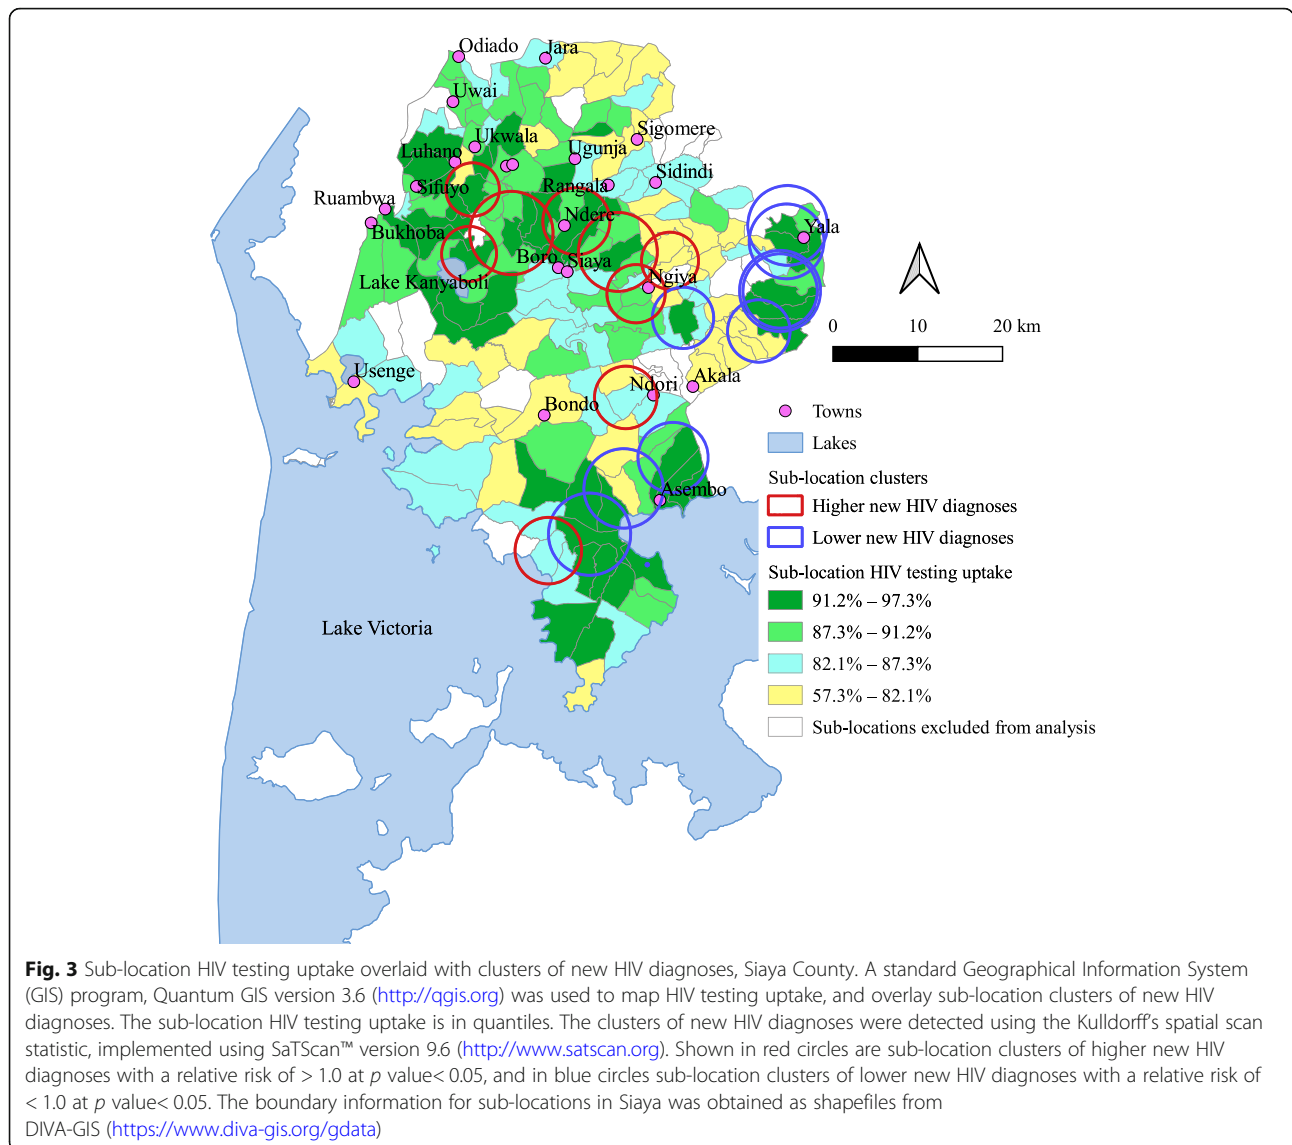 Odiado
Jara
Uwai
Sigomere
Ukwala
Luhano
Ugunja
Sidindi
Rangala
Sifuyo
Ruambwa
Ndere
Yala
Bukhoba
Boro
Siaya
Lake Kanyaboli
Ngiya
0 10 20 km
Usenge
Akala
Ndori
Bondo
Towns
Lakes
Sub-location clusters
Asembo
Higher new HIV diagnoses
Lower new HIV diagnoses
Sub-location HIV testing uptake
91.2% – 97.3%
87.3% – 91.2%
Lake Victoria
82.1% – 87.3%
57.3% – 82.1%
Sub-locations excluded from analysis
Fig. 3 Sub-location HIV testing uptake overlaid with clusters of new HIV diagnoses, Siaya County. A standard Geographical Information System
(GIS) program, Quantum GIS version 3.6 (http://qgis.org) was used to map HIV testing uptake, and overlay sub-location clusters of new HIV
diagnoses. The sub-location HIV testing uptake is in quantiles. The clusters of new HIV diagnoses were detected using the Kulldorff's spatial scan
statistic, implemented using SaTScan™ version 9.6 (http://www.satscan.org). Shown in red circles are sub-location clusters of higher new HIV
diagnoses with a relative risk of > 1.0 at p value< 0.05, and in blue circles sub-location clusters of lower new HIV diagnoses with a relative risk of
< 1.0 at p value< 0.05. The boundary information for sub-locations in Siaya was obtained as shapefiles from
DIVA-GIS (https://www.diva-gis.org/gdata)